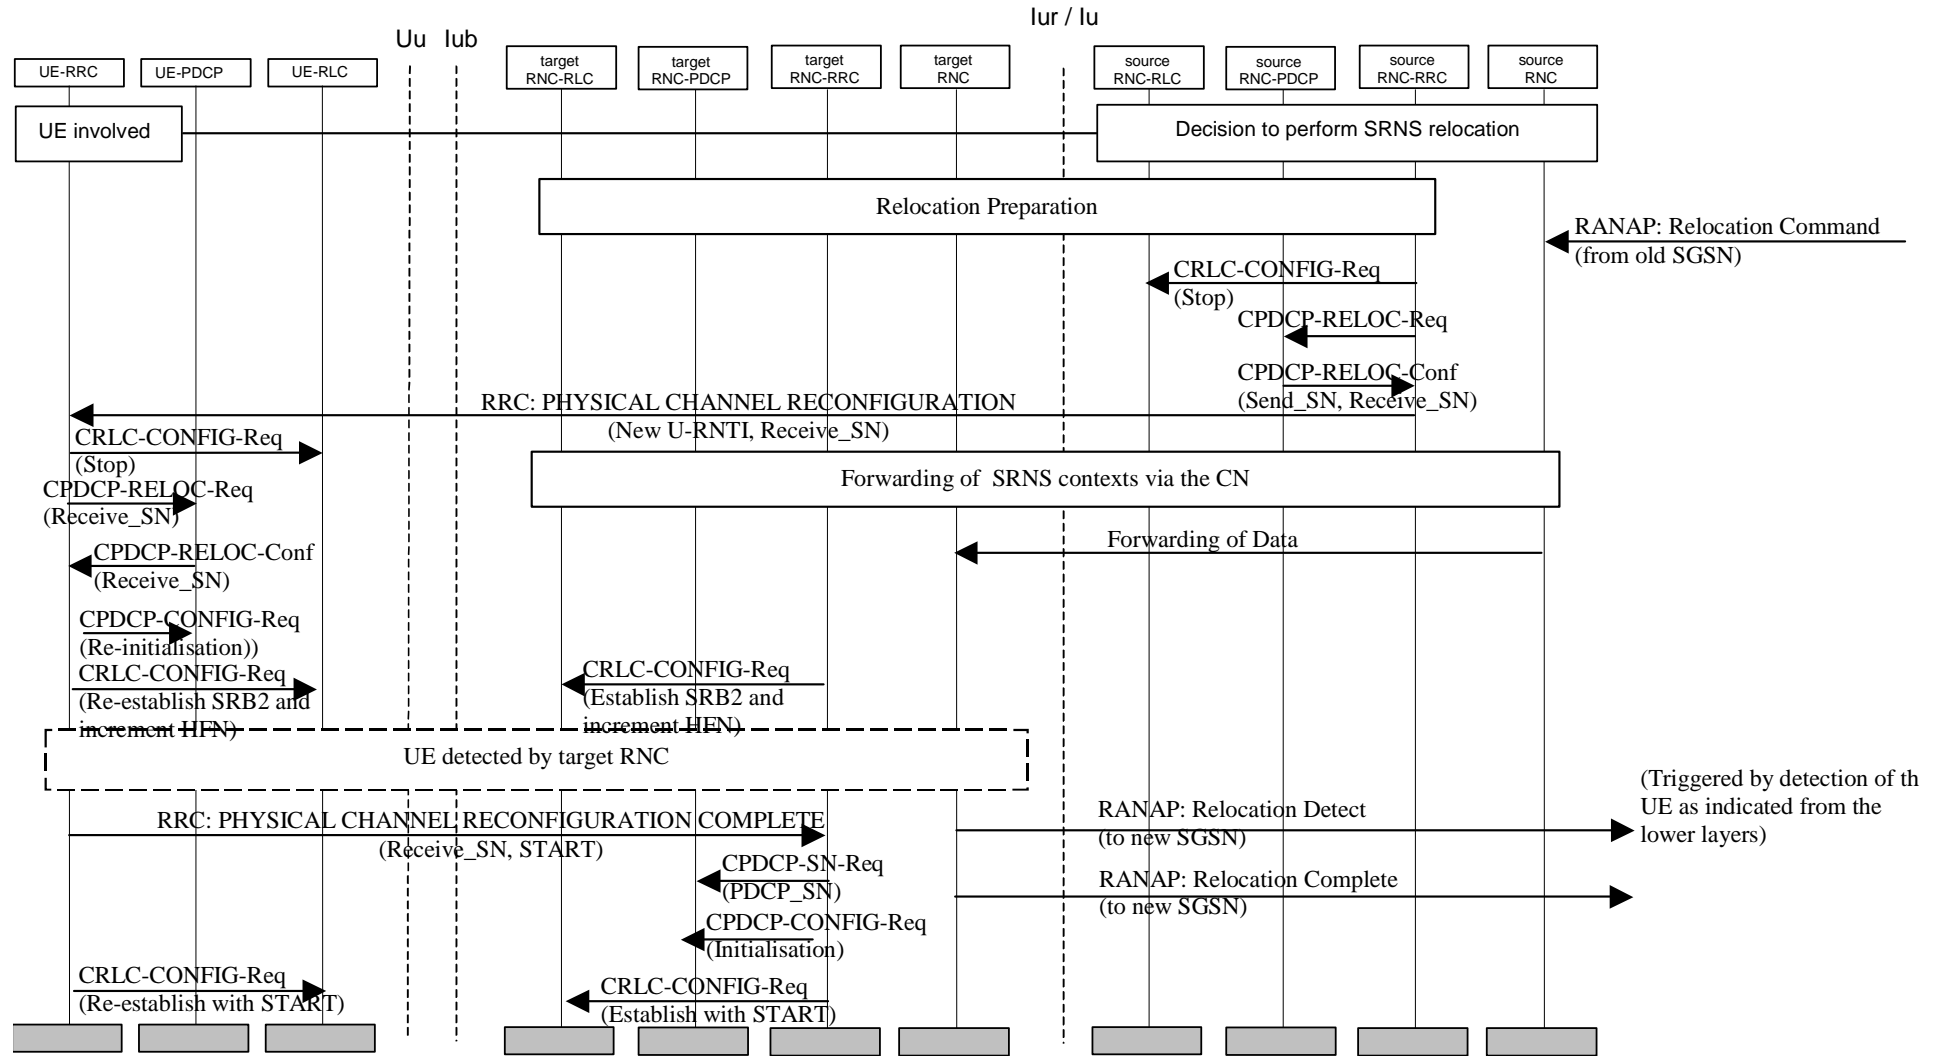 Iur / Iu
Uu
Iub
UE-RRC
UE-PDCP
UE-RLC
target
RNC-RLC
target
RNC-PDCP
target
RNC-RRC
target
RNC
source
RNC-RLC
source
RNC-PDCP
source
RNC-RRC
source
RNC
UE involved
Decision to perform SRNS relocation
Relocation Preparation
RANAP: Relocation Command
(from old SGSN)
CRLC-CONFIG-Req
(Stop)
CPDCP-RELOC-Req
CPDCP-RELOC-Conf
(Send_SN, Receive_SN)
RRC: PHYSICAL CHANNEL RECONFIGURATION
(New U-RNTI, Receive_SN)
CRLC-CONFIG-Req
(Stop)
Forwarding of SRNS contexts via the CN
CPDCP-RELOC-Req
(Receive_SN)
Forwarding of Data
CPDCP-RELOC-Conf
(Receive_SN)
CPDCP-CONFIG-Req
(Re-initialisation))
CRLC-CONFIG-Req
(Re-establish SRB2 and
increment HFN)
CRLC-CONFIG-Req
(Establish SRB2 and
increment HFN)
UE detected by target RNC
(Triggered by detection of th
UE as indicated from the
lower layers)
RRC: PHYSICAL CHANNEL RECONFIGURATION COMPLETE
(Receive_SN, START)
RANAP: Relocation Detect
(to new SGSN)
CPDCP-SN-Req
(PDCP_SN)
RANAP: Relocation Complete
(to new SGSN)
CPDCP-CONFIG-Req
(Initialisation)
CRLC-CONFIG-Req
(Re-establish with START)
CRLC-CONFIG-Req
(Establish with START)